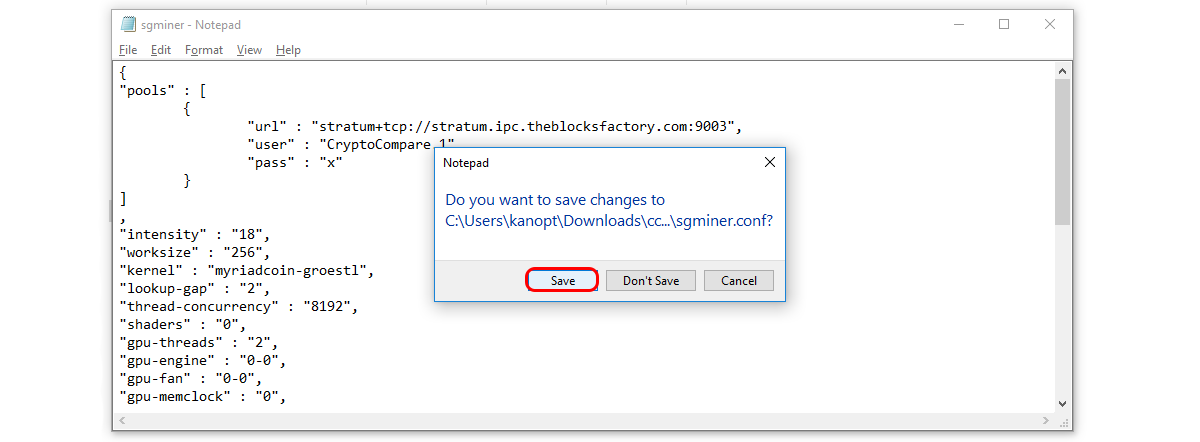 sgminer - Notepad
File Edit Format View Help
{
"pools" : [
{
"url" : "stratum+tcp://stratum.ipc.theblocksfactory.com:9003",
"user" : "CryptoCompare_1"
"pass" : "x"
}
]
,
"intensity" : "18",
"worksize" : "256",
"kernel" : "myriadcoin-groestl",
"lookup-gap" : "2",
"thread-concurrency" : "8192",
"shaders" : "0",
"gpu-threads" : "2",
"gpu-engine" : "0-0",
"gpu-fan" : "0-0",
"gpu-memclock" : "0",
Notepad
Do you want to save changes to
C:\Users\kanopt\Downloads\cc...\sgminer.conf?
Save Don't Save Cancel